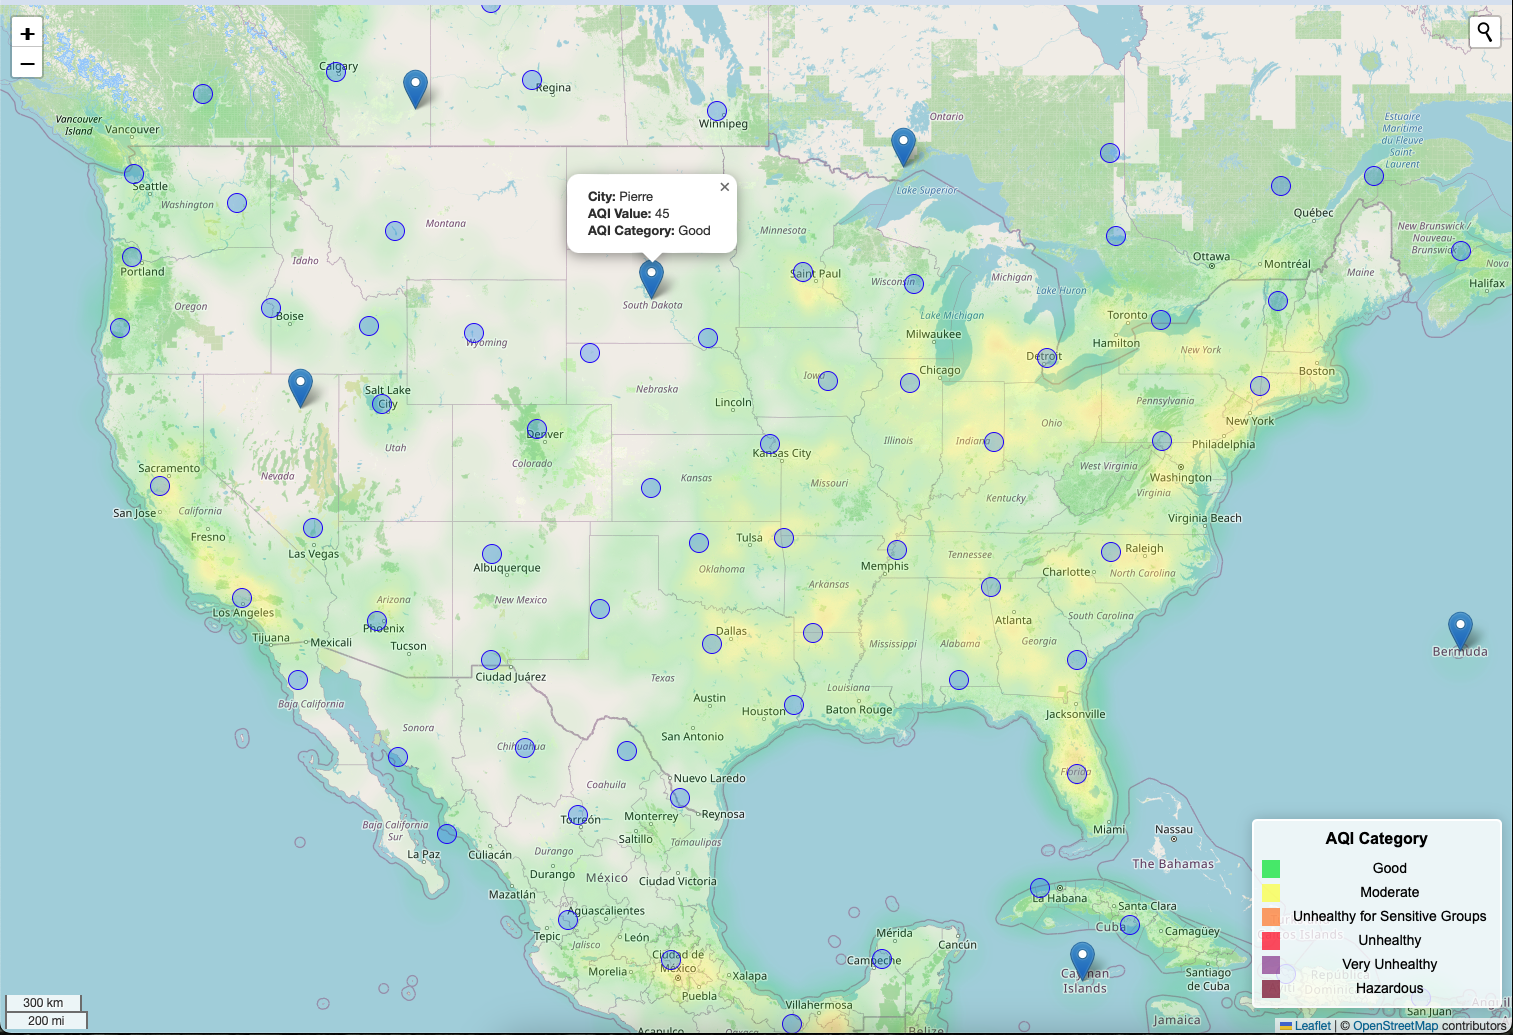 +
−
Calgary
Regina
Winnipeg
Ontario
Estuaire
Maritime
du Fleuve
Saint-
Laurent
Vancouver
Island
Vancouver
Seattle
Washington
Montana
×
City: Pierre
AQI Value: 45
AQI Category: Good
Lake Superior
Minnesota
Québec
New Brunswick /
Nouveau-
Brunswick
Nova
Halifax
Portland
Idaho
Oregon
Boise
Wyoming
South Dakota
Saint Paul
Wisconsin
Michigan
Lake Huron
Lake Michigan
Ottawa
Montréal
Maine
Toronto
Hamilton
Milwaukee
Detroit
New York
Boston
Chicago
Iowa
Nebraska
Lincoln
Salt Lake
City
Utah
Denver
Colorado
Pennsylvania
New York
Ohio
Indiana
Illinois
Philadelphia
Kansas City
Kansas
Missouri
West Virginia
Washington
Virginia
Kentucky
Virginia Beach
Sacramento
Nevada
San Jose
California
Fresno
Las Vegas
Albuquerque
New Mexico
Tulsa
Oklahoma
Memphis
Arkansas
Tennessee
Raleigh
Charlotte
North Carolina
South Carolina
Los Angeles
Arizona
Phoenix
Tucson
Tijuana
Mexicali
Dallas
Mississippi
Alabama
Atlanta
Georgia
Bermuda
Ciudad Juárez
Texas
Austin
Houston
Louisiana
Baton Rouge
Jacksonville
San Antonio
Baja California
Sonora
Chihuahua
Coahuila
Nuevo Laredo
Florida
Torreón
Monterrey
Reynosa
Saltillo
Tamaulipas
Baja California
Sur
La Paz
Culiacán
Durango
Durango
México
Ciudad Victoria
Mazatlán
Miami
Nassau
The Bahamas
Aguascalientes
Tepic
Jalisco
León
Ciudad de
México
Morelia
Xalapa
Puebla
Villahermosa
Acapulco
Oaxaca
Mérida
Campeche
Cancún
Belize
La Habana
Santa Clara
Cuba
Camagüey
Santiago
de Cuba
Cayman
Islands
Jamaica
AQI Category
Good
Moderate
Unhealthy for Sensitive Groups
Unhealthy
Very Unhealthy
Hazardous
San Juan
300 km
200 mi
Leaflet | © OpenStreetMap contributors